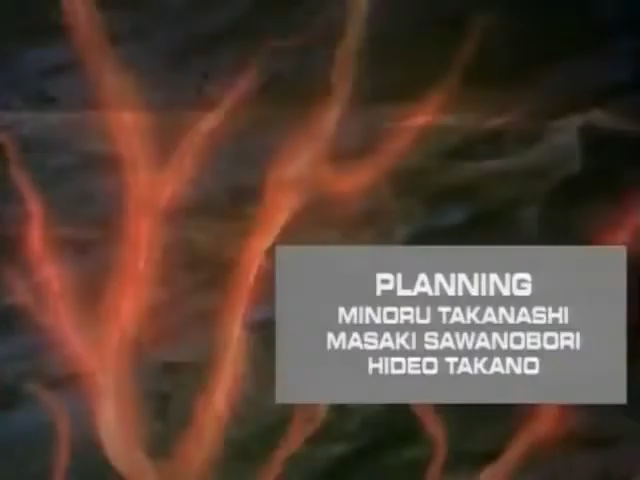 PLANNING
MINORU TAKANASHI
MASAKI SAWANOBORI
HIDEO TAKANO